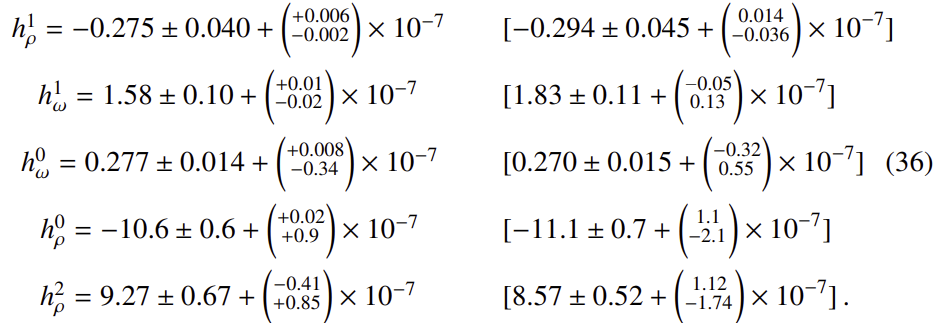 h_ρ^1 = −0.275 ± 0.040 + (+0.006 −0.002) × 10^−7 [−0.294 ± 0.045 + (0.014 −0.036) × 10^−7]
h_ω^1 = 1.58 ± 0.10 + (+0.01 −0.02) × 10^−7 [1.83 ± 0.11 + (−0.05 0.13) × 10^−7]
h_ω^0 = 0.277 ± 0.014 + (+0.008 −0.34) × 10^−7 [0.270 ± 0.015 + (−0.32 0.55) × 10^−7] (36)
h_ρ^0 = −10.6 ± 0.6 + (+0.02 +0.9) × 10^−7 [−11.1 ± 0.7 + (1.1 −2.1) × 10^−7]
h_ρ^2 = 9.27 ± 0.67 + (−0.41 +0.85) × 10^−7 [8.57 ± 0.52 + (1.12 −1.74) × 10^−7] .